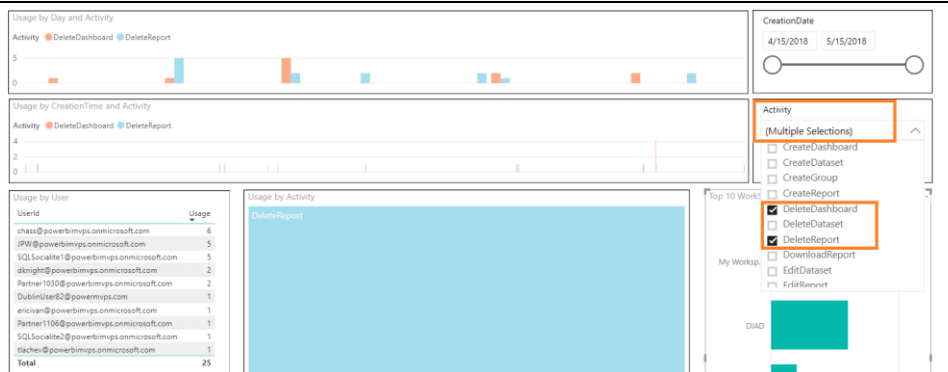 Usage by Day and Activity
Activity DeleteDashboard DeleteReport
5
0
CreationDate
4/15/2018 5/15/2018
Usage by CreationTime and Activity
Activity DeleteDashboard DeleteReport
4
2
0
Activity
(Multiple Selections)
CreateDashboard
CreateDataset
CreateGroup
CreateReport
DeleteDashboard
DeleteDataset
DeleteReport
DownloadReport
EditDataset
EditReport
Usage by User
UserId Usage
chass@powerbimvps.onmicrosoft.com 6
JPW@powerbimvps.onmicrosoft.com 5
SQLSocialite1@powerbimvps.onmicrosoft.com 5
dknight@powerbimvps.onmicrosoft.com 2
Partner1030@powerbimvps.onmicrosoft.com 2
DublinUser82@powermvps.com 1
ericivan@powerbimvps.onmicrosoft.com 1
Partner1106@powerbimvps.onmicrosoft.com 1
SQLSocialite2@powerbimvps.onmicrosoft.com 1
tlachev@powerbimvps.onmicrosoft.com 1
Total 25
Usage by Activity
DeleteReport
Top 10 Works
My Worksp...
DIAD